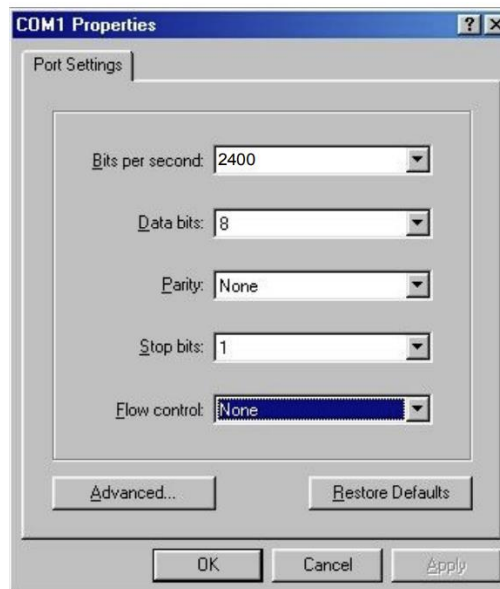 COM1 Properties
Port Settings
Bits per second: 2400
Data bits: 8
Parity: None
Stop bits: 1
Flow control: None
Advanced... Restore Defaults
OK Cancel Apply